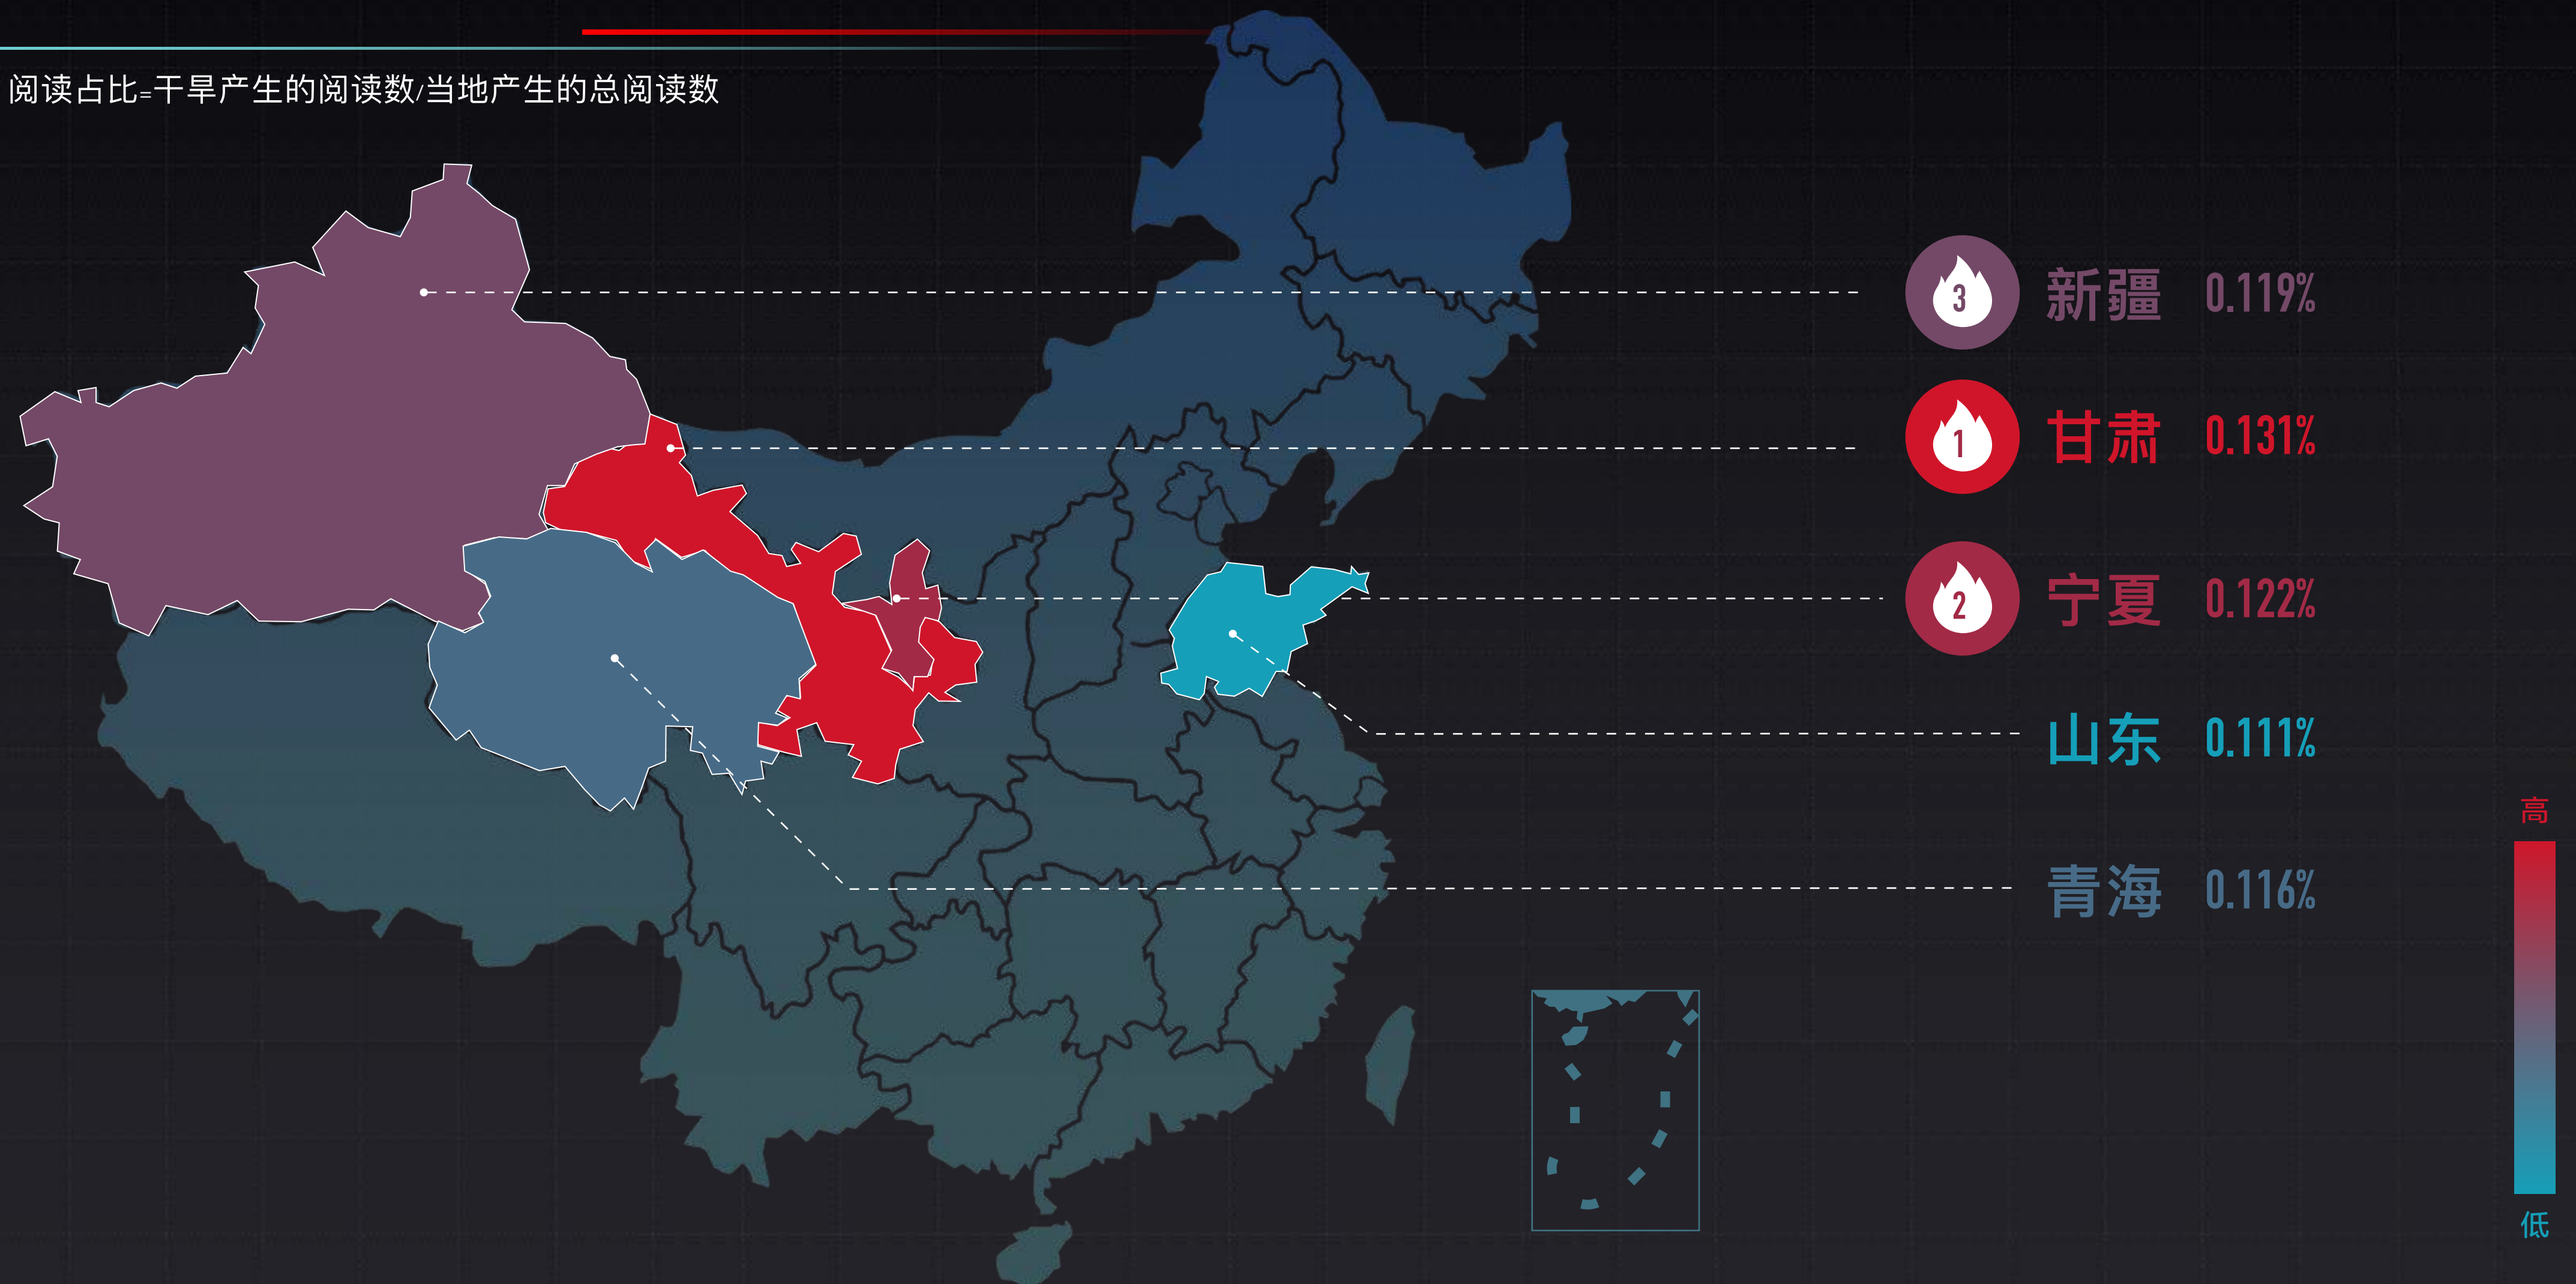 阅读占比=干旱产生的阅读数/当地产生的总阅读数
3 新疆 0.119%
1 甘肃 0.131%
2 宁夏 0.122%
山东 0.111%
青海 0.116%
高
低